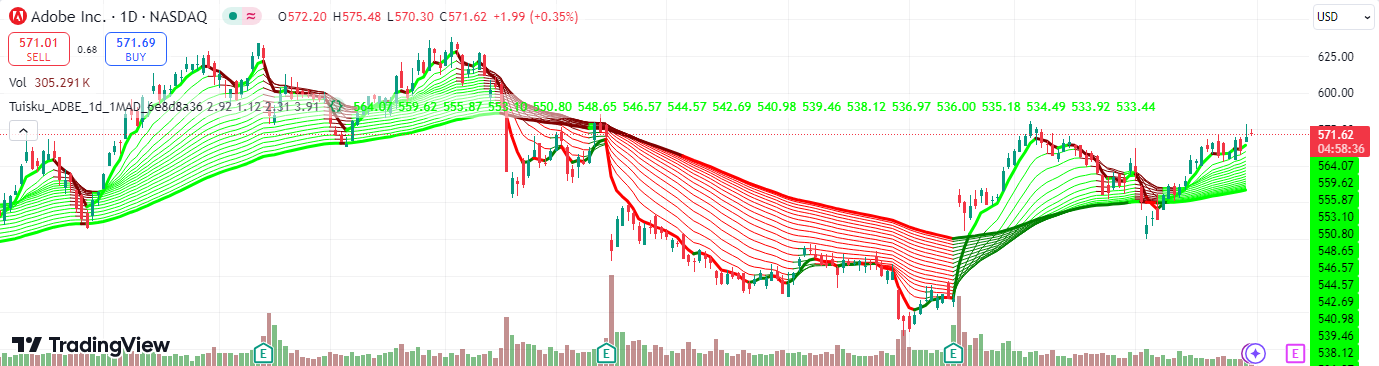 Adobe Inc. · 1D · NASDAQ O572.20 H575.48 L570.30 C571.62 +1.99 (+0.35%)
USD
571.01 SELL
0.68
571.69 BUY
Vol 305.291 K
Tuisku_ADBE_1d_1MAD_6e8d8a36 2.92 1.12 2.31 3.91 564.07 559.62 555.87 553.10 550.80 548.65 546.57 544.57 542.69 540.98 539.46 538.12 536.97 536.00 535.18 534.49 533.92 533.44
625.00
600.00
571.62
04:58:36
564.07
559.62
555.87
553.10
550.80
548.65
546.57
544.57
542.69
540.98
539.46
538.12
E E E E
TradingView